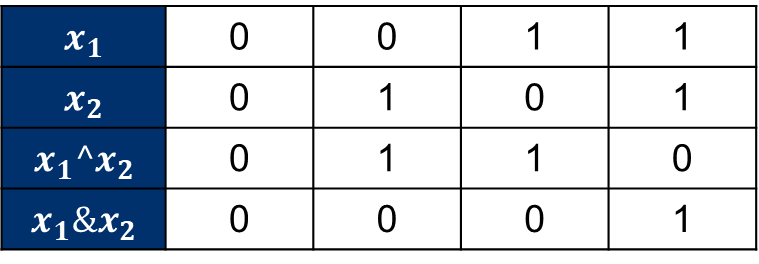 x₁ 0 0 1 1
x₂ 0 1 0 1
x₁^x₂ 0 1 1 0
x₁&x₂ 0 0 0 1